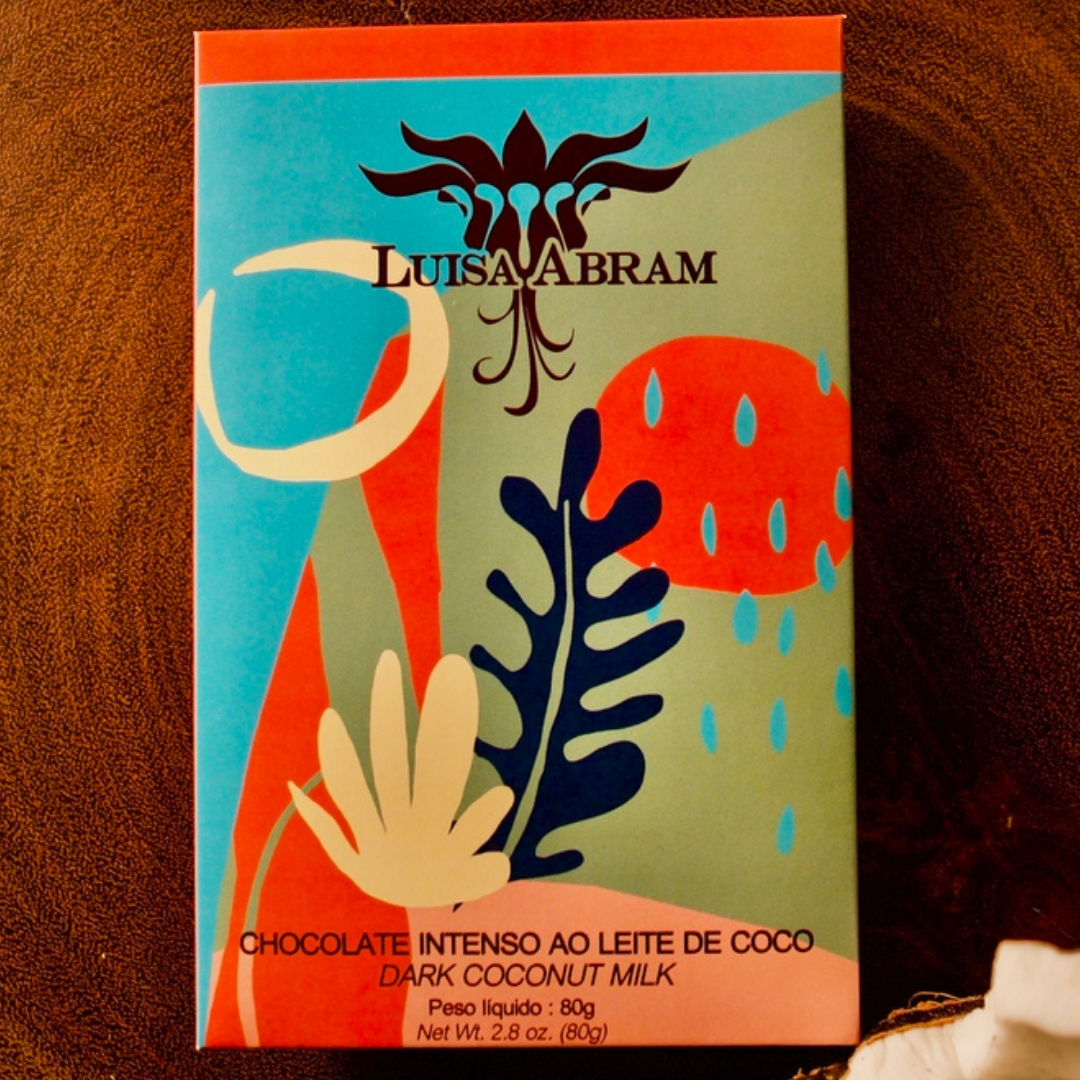 LUISA ABRAM
CHOCOLATE INTENSO AO LEITE DE COCO
DARK COCONUT MILK
Peso líquido : 80g
Net Wt. 2.8 oz. (80g)